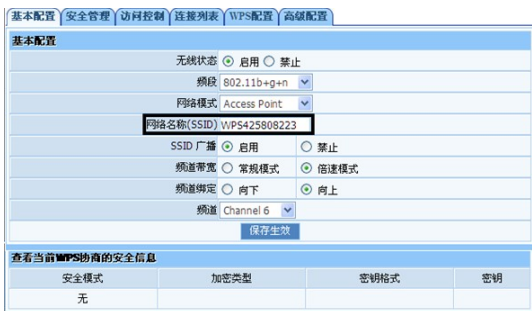 基本配置 安全管理 访问控制 连接列表 WPS配置 高级配置
基本配置
无线状态 启用 禁止
频段 802.11b+g+n
网络模式 Access Point
网络名称(SSID) WPS425808223
SSID 广播 启用 禁止
频道带宽 常规模式 倍速模式
频道绑定 向下 向上
频道 Channel 6
保存生效
查看当前WPS协商的安全信息
安全模式 加密类型 密钥格式 密钥
无